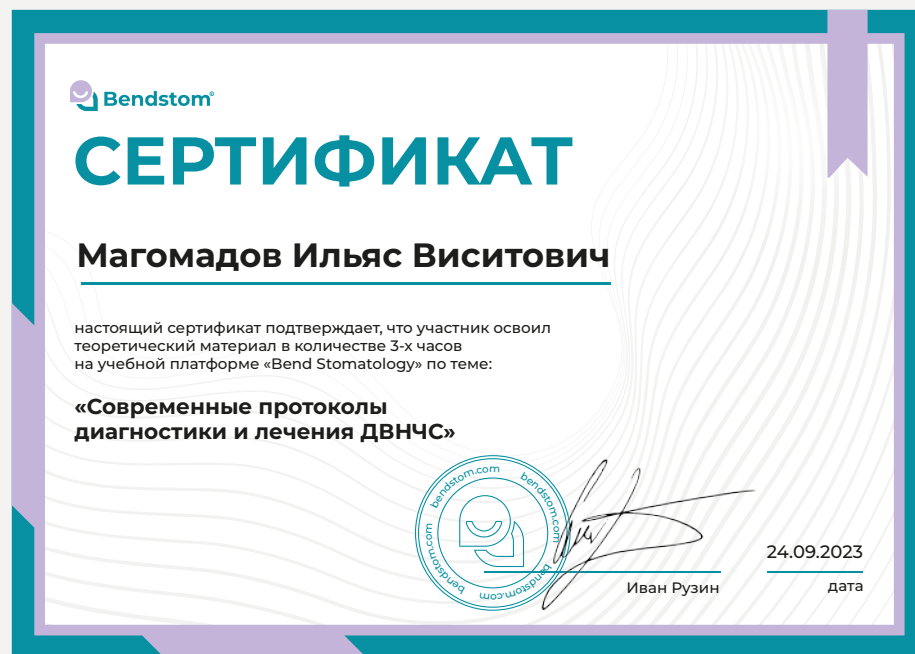 Bendstom®
СЕРТИФИКАТ
Магомадов Ильяс Виситович
настоящий сертификат подтверждает, что участник освоил
теоретический материал в количестве 3-х часов
на учебной платформе «Bend Stomatology» по теме:
«Современные протоколы
диагностики и лечения ДВНЧС»
bendstom.com
bendstom.com
bendstom.com
bendstom.com
bendstom.com
24.09.2023
Иван Рузин
дата